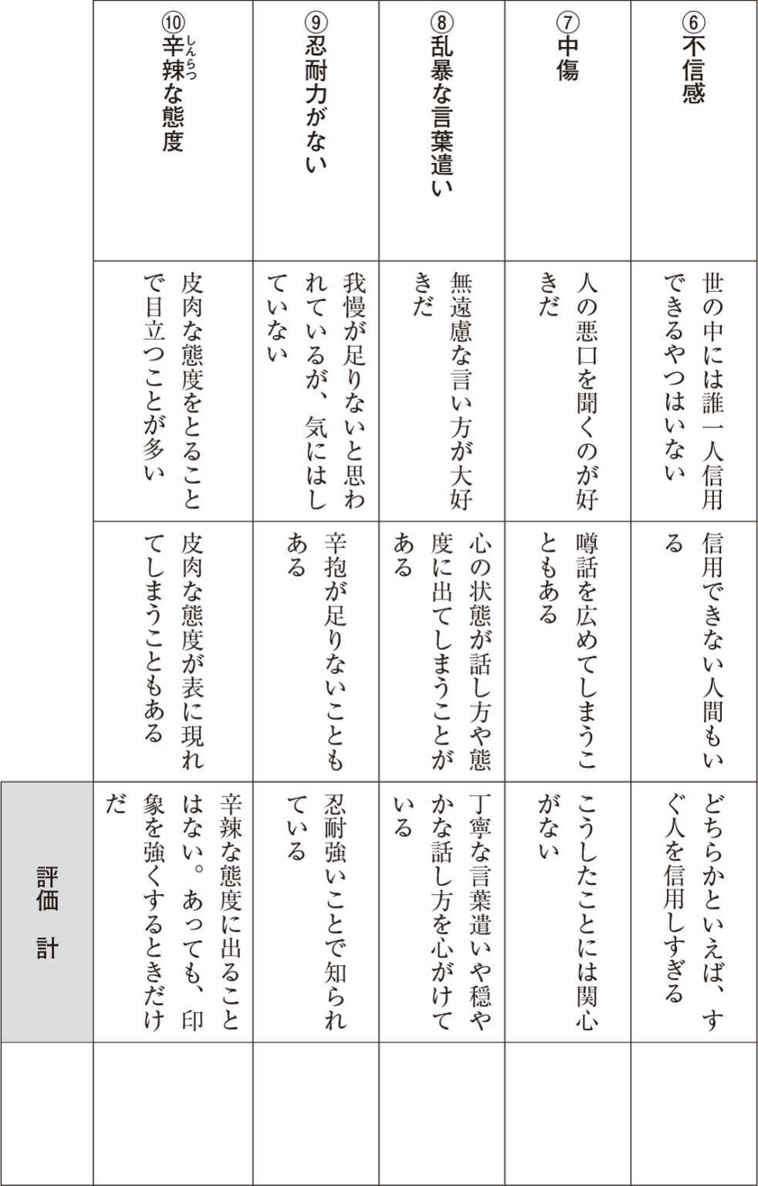 ⑥不信感
世の中には誰一人信用
できるやつはいない
信用できない人間もい
る
どちらかといえば、す
ぐ人を信用しすぎる
⑦中傷
人の悪口を聞くのが好
きだ
噂話を広めてしまうこ
ともある
こうしたことには関心
がない
⑧乱暴な言葉遣い
無遠慮な言い方が大好
きだ
心の状態が話し方や態
度に出てしまうことが
ある
丁寧な言葉遣いや穏や
かな話し方を心がけて
いる
⑨忍耐力がない
我慢が足りないと思わ
れているが、気にはし
ていない
辛抱が足りないことも
ある
忍耐強いことで知られ
ている
⑩辛辣な態度
しんらつ
皮肉な態度をとること
で目立つことが多い
皮肉な態度が表に現れ
てしまうこともある
辛辣な態度に出ること
はない。あっても、印
象を強くするときだけ
だ
評価 計